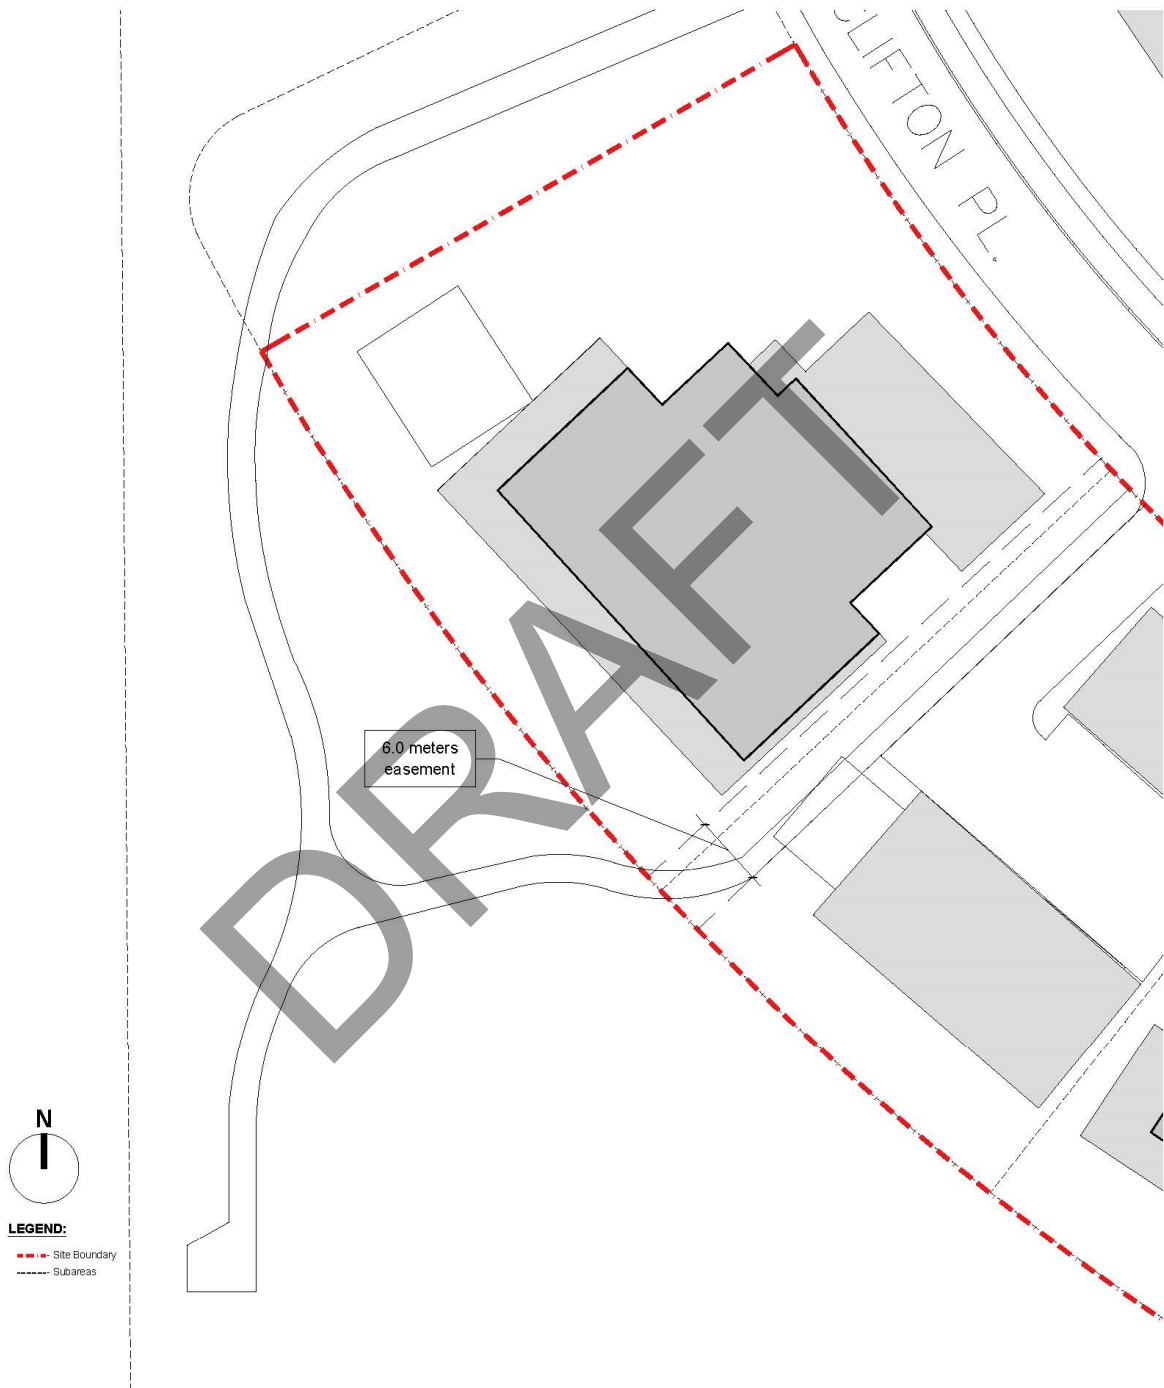 CLIFTON PL.
DRAFT
6.0 meters
easement
N
LEGEND:
Site Boundary
Subareas